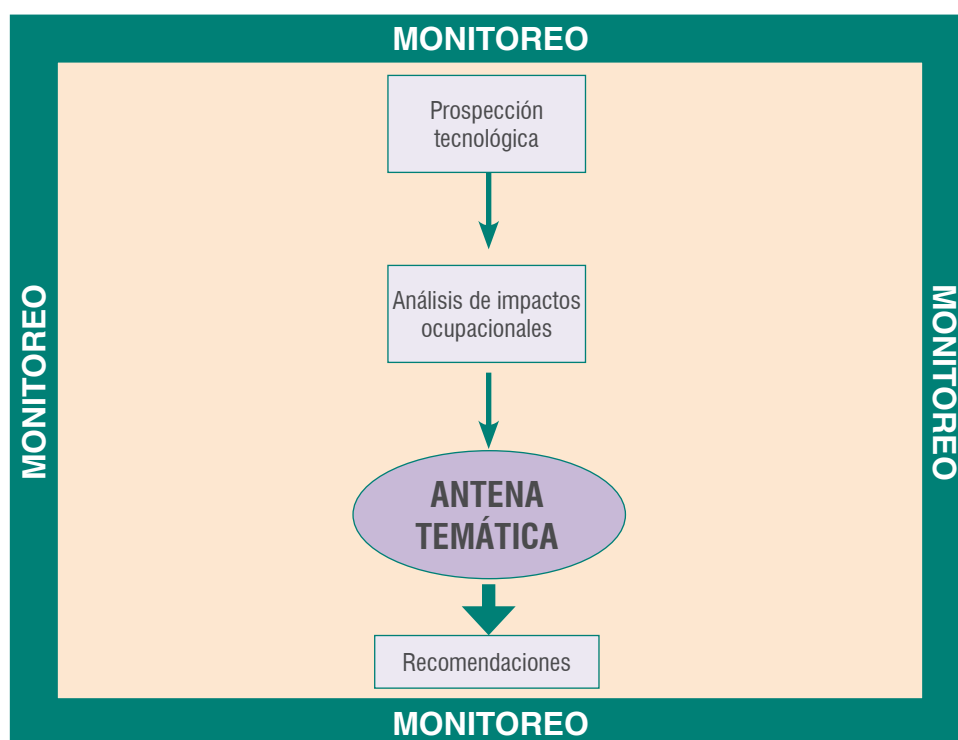 MONITOREO
Prospección
tecnológica
Análisis de impactos
ocupacionales
MONITOREO
MONITOREO
ANTENA
TEMÁTICA
Recomendaciones
MONITOREO